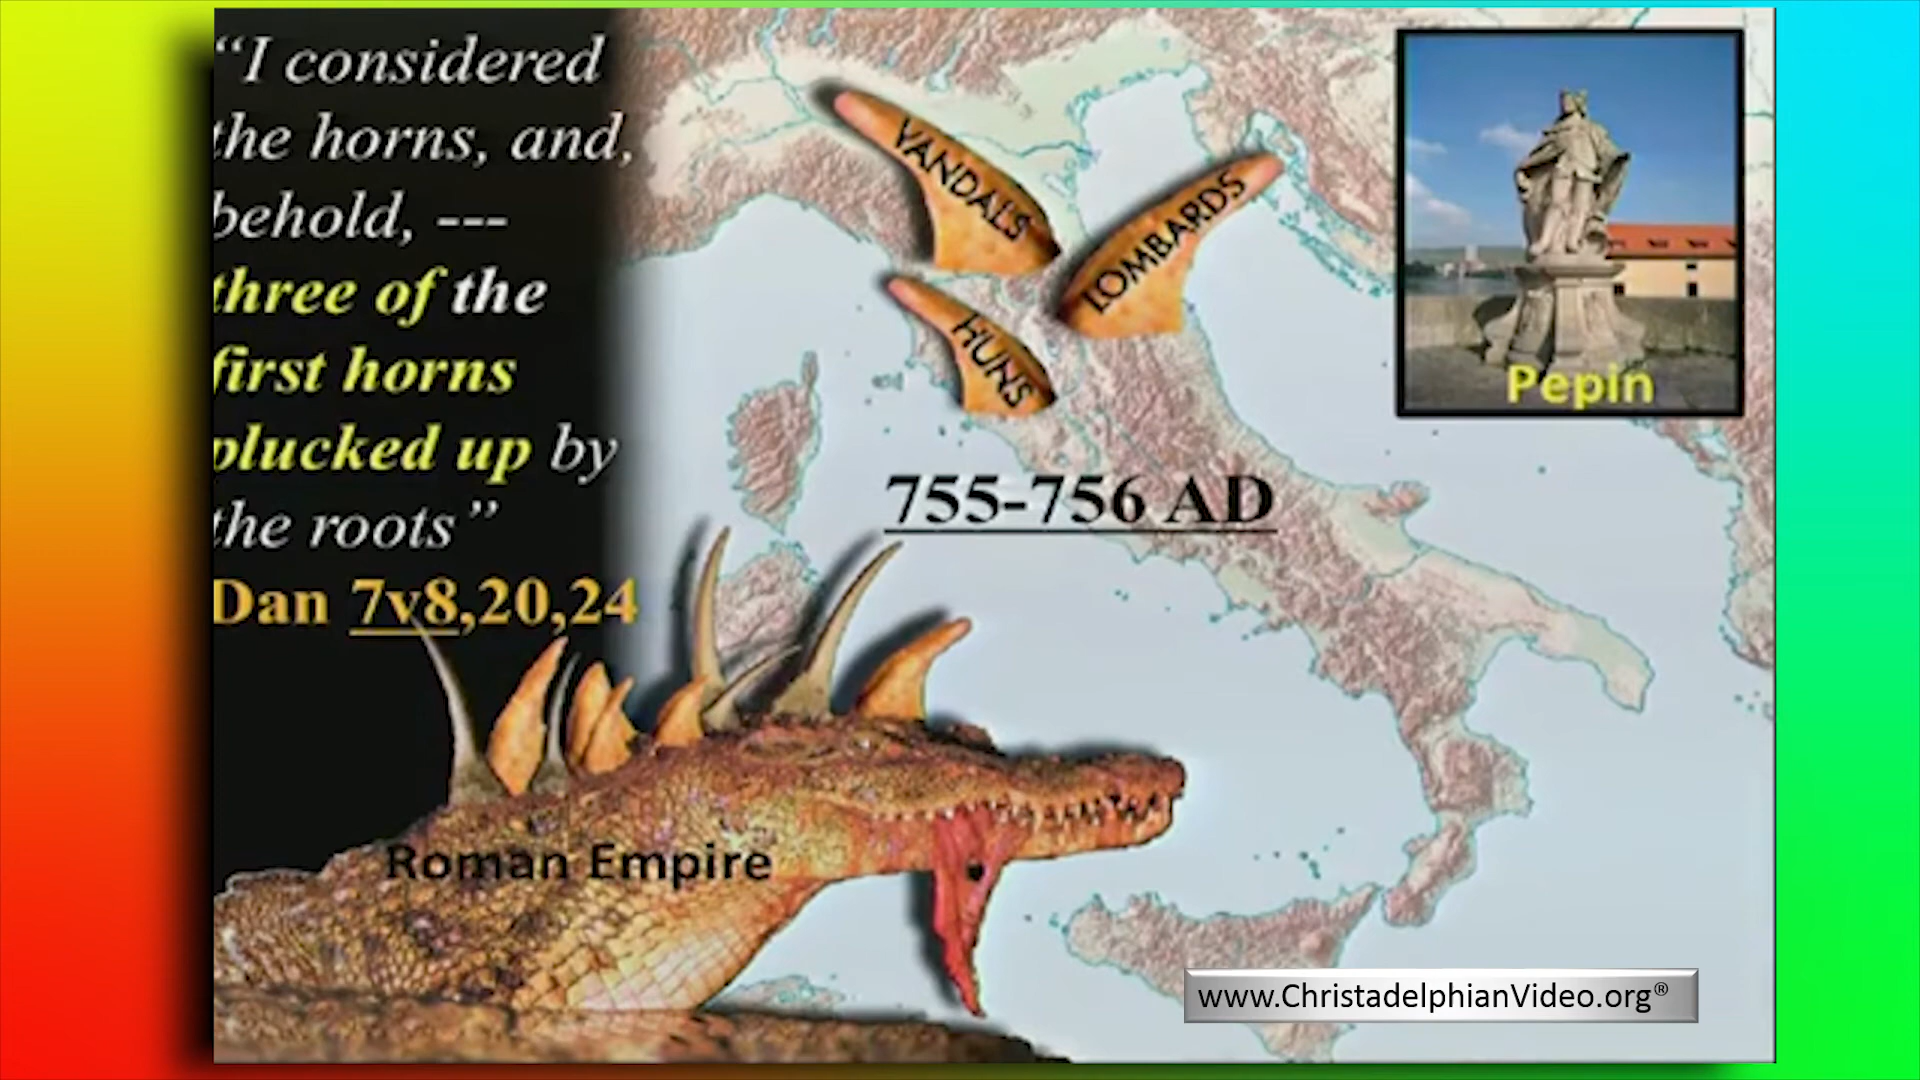 “I considered
the horns, and,
behold, ---
three of the
first horns
plucked up by
the roots”
Dan 7v8,20,24
VANDALS
LOMBARDS
HUNS
755-756 AD
Pepin
Roman Empire
www.ChristadelphianVideo.org®